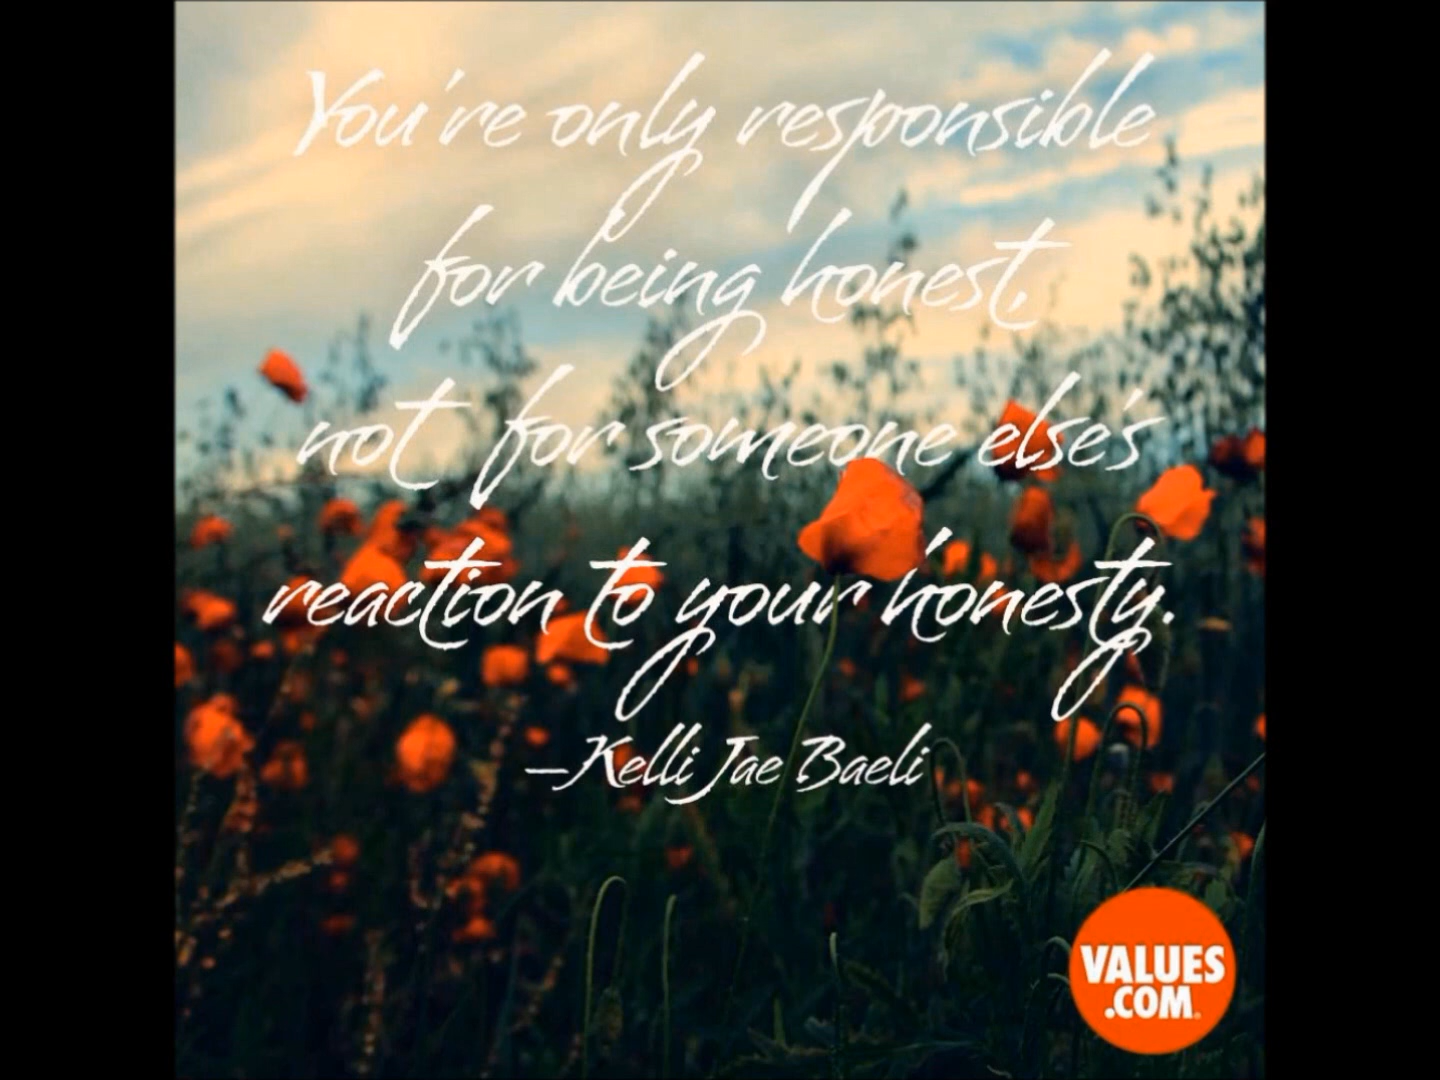 You're only responsible
for being honest,
not for someone else's
reaction to your honesty.
—Kelli Jae Baeli
VALUES
.COM